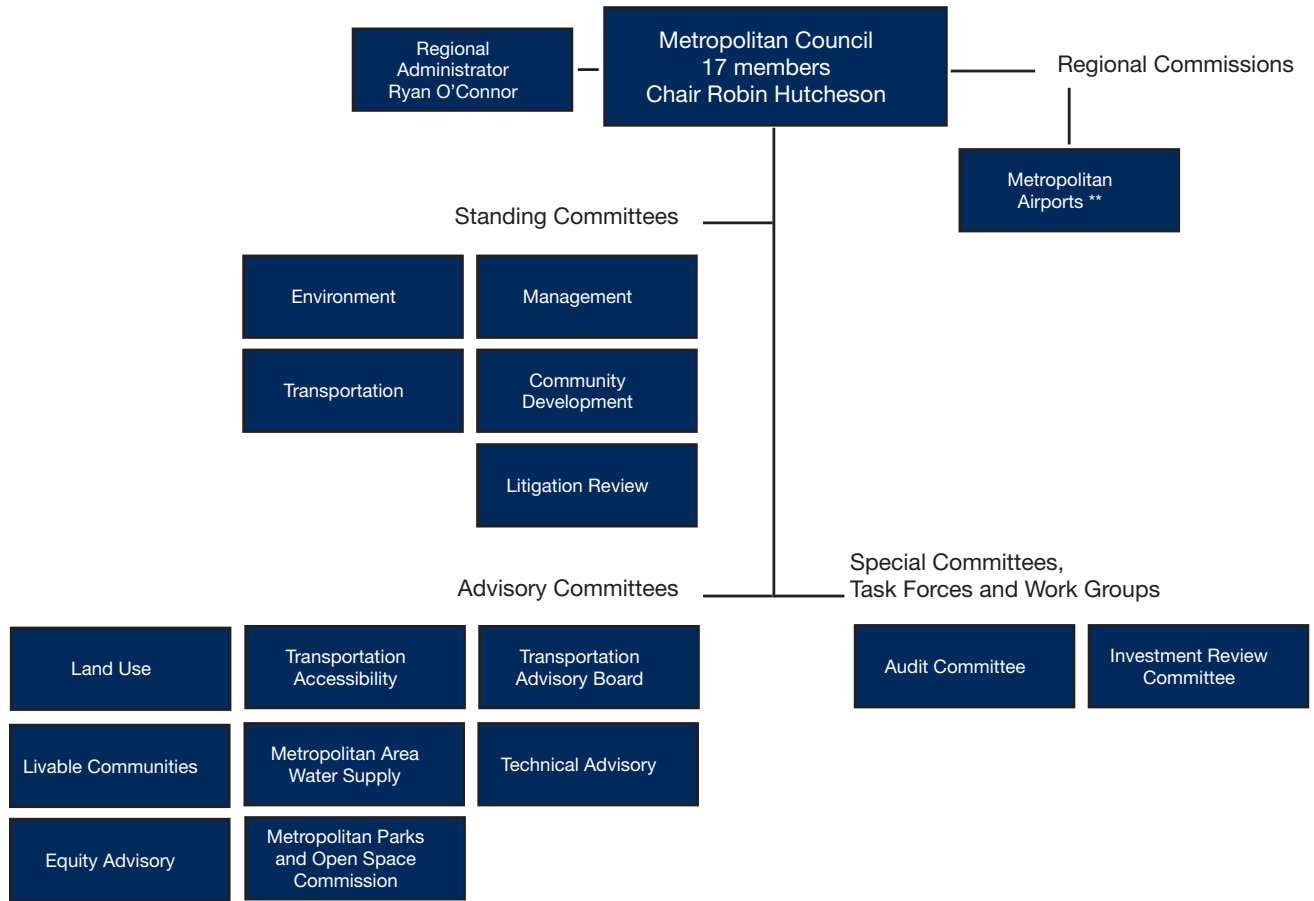 Regional
Administrator
Ryan O’Connor
Metropolitan Council
17 members
Chair Robin Hutcheson
Regional Commissions
Metropolitan
Airports **
Standing Committees
Environment
Management
Transportation
Community
Development
Litigation Review
Advisory Committees
Special Committees,
Task Forces and Work Groups
Land Use
Transportation
Accessibility
Transportation
Advisory Board
Audit Committee
Investment Review
Committee
Livable Communities
Metropolitan Area
Water Supply
Technical Advisory
Equity Advisory
Metropolitan Parks
and Open Space
Commission